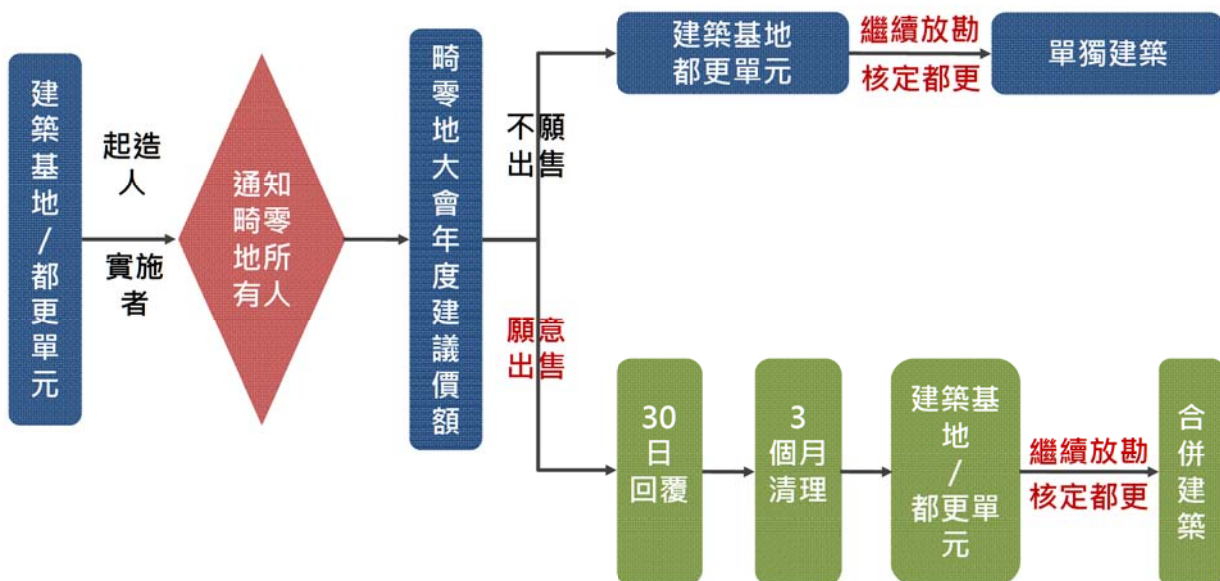 建築基地/都更單元
起造
人
實施
者
通知
畸零
地所
有人
畸零地大會年度建議價額
不願
出售
願意
出售
建築基地
都更單元
繼續放勘
核定都更
單獨建築
30
日
回覆
3
個月
清理
建築基
地
/
都更單
元
繼續放勘
核定都更
合併建築